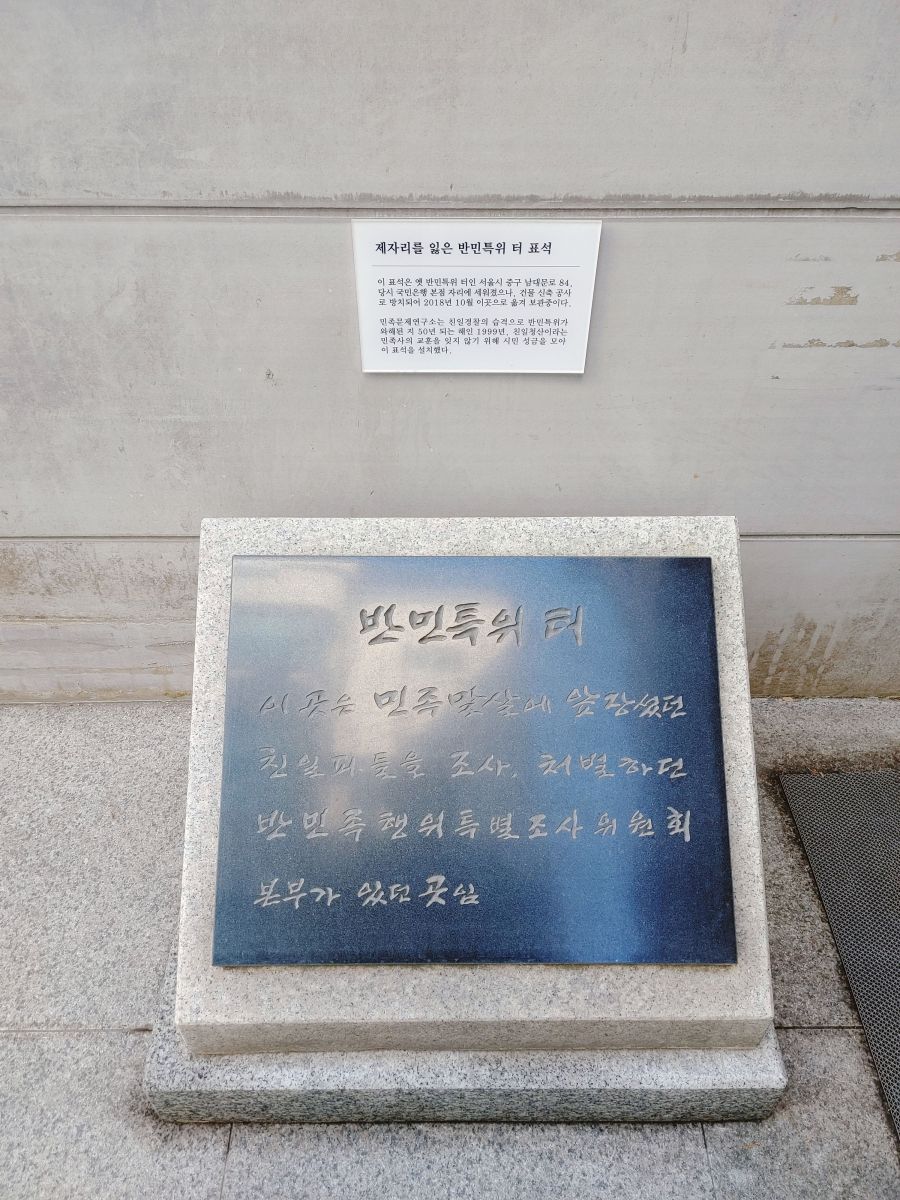 제자리를 잃은 반민특위 터 표석
이 표석은 옛 반민특위 터인 서울시 중구 남대문로 84,
당시 국민은행 본점 자리에 세워졌으나, 건물 신축 공사
로 방치되어 2018년 10월 이곳으로 옮겨 보관중이다.
민족문제연구소는 친일경찰의 습격으로 반민특위가
와해된 지 50년 되는 해인 1999년, 친일청산이라는
민족사의 교훈을 잊지 않기 위해 시민 성금을 모아
이 표석을 설치했다.
반민특위 터
이 곳은 민족말살에 앞장섰던
친일파들을 조사, 처벌하던
반민족행위특별조사위원회
본부가 있던 곳임